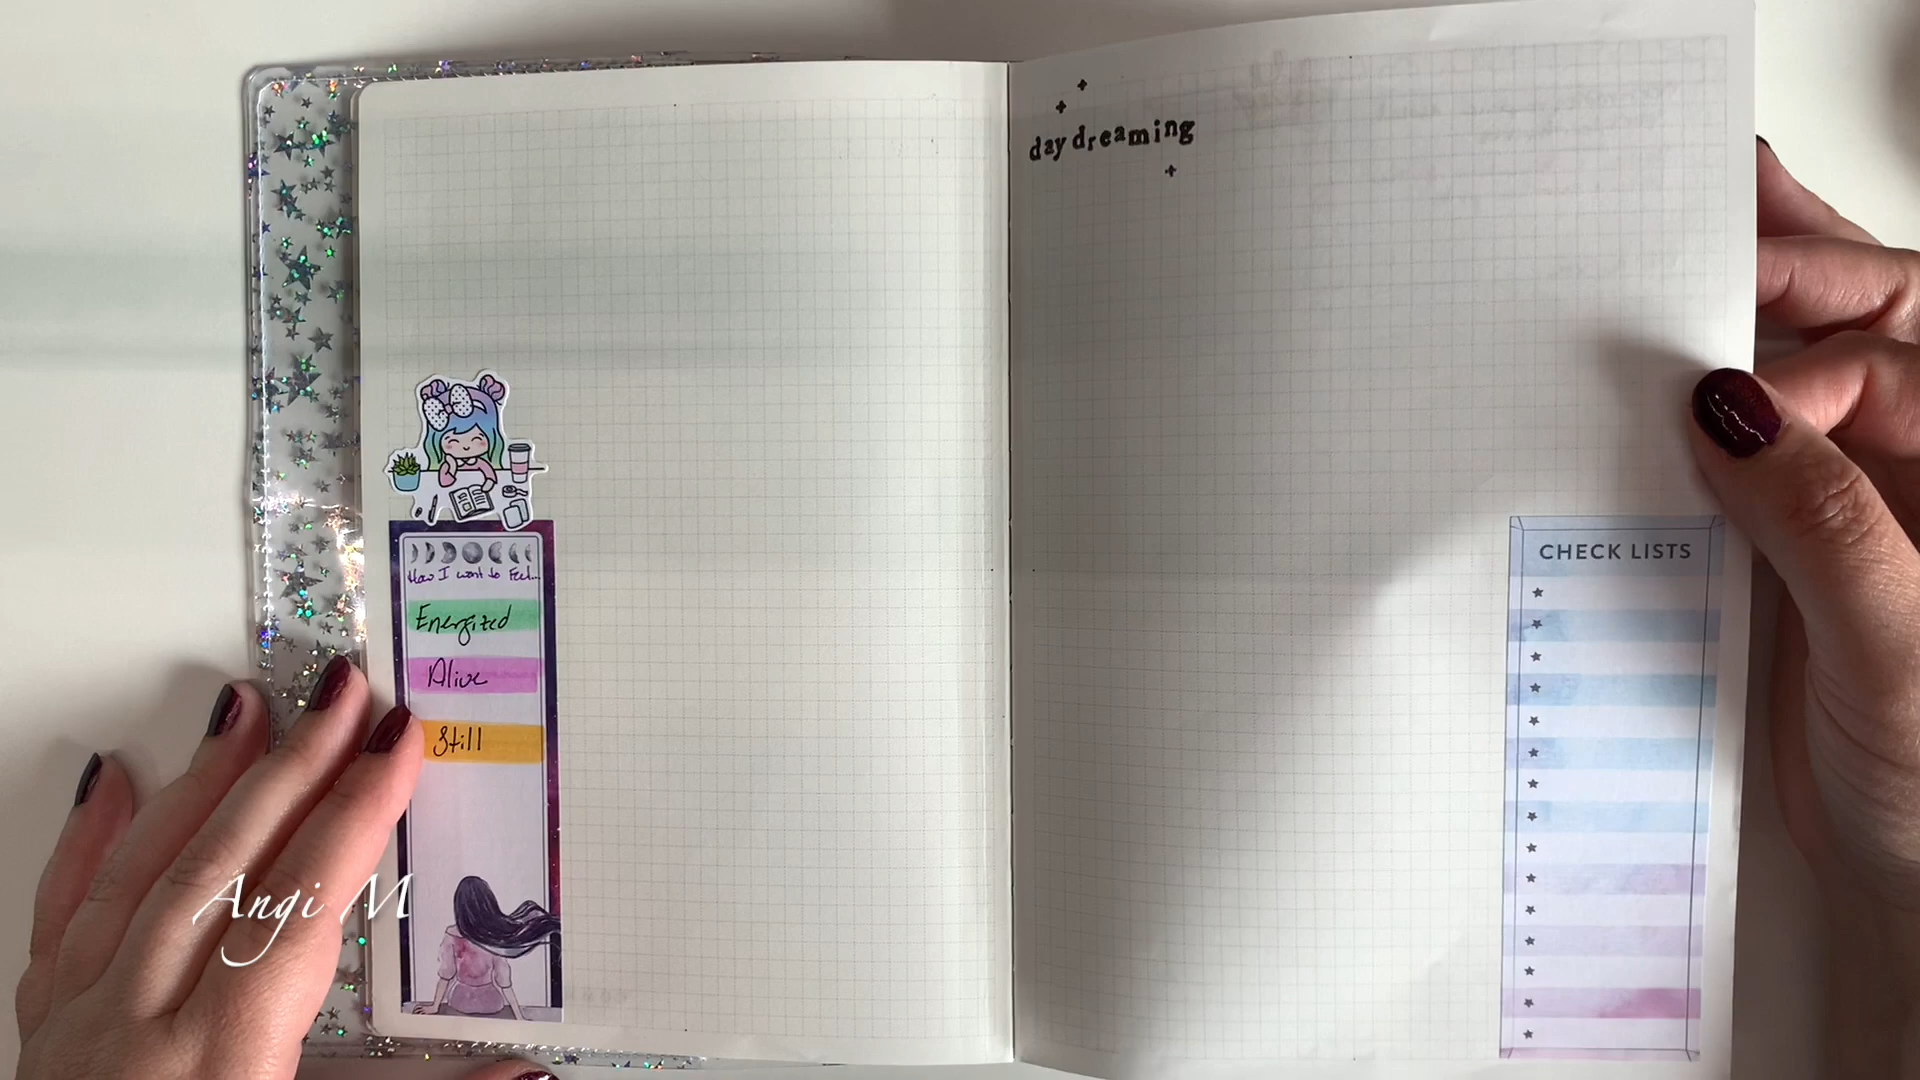 day dreaming
How I want to Feel...
Energized
Alive
Still
CHECK LISTS
Angi M